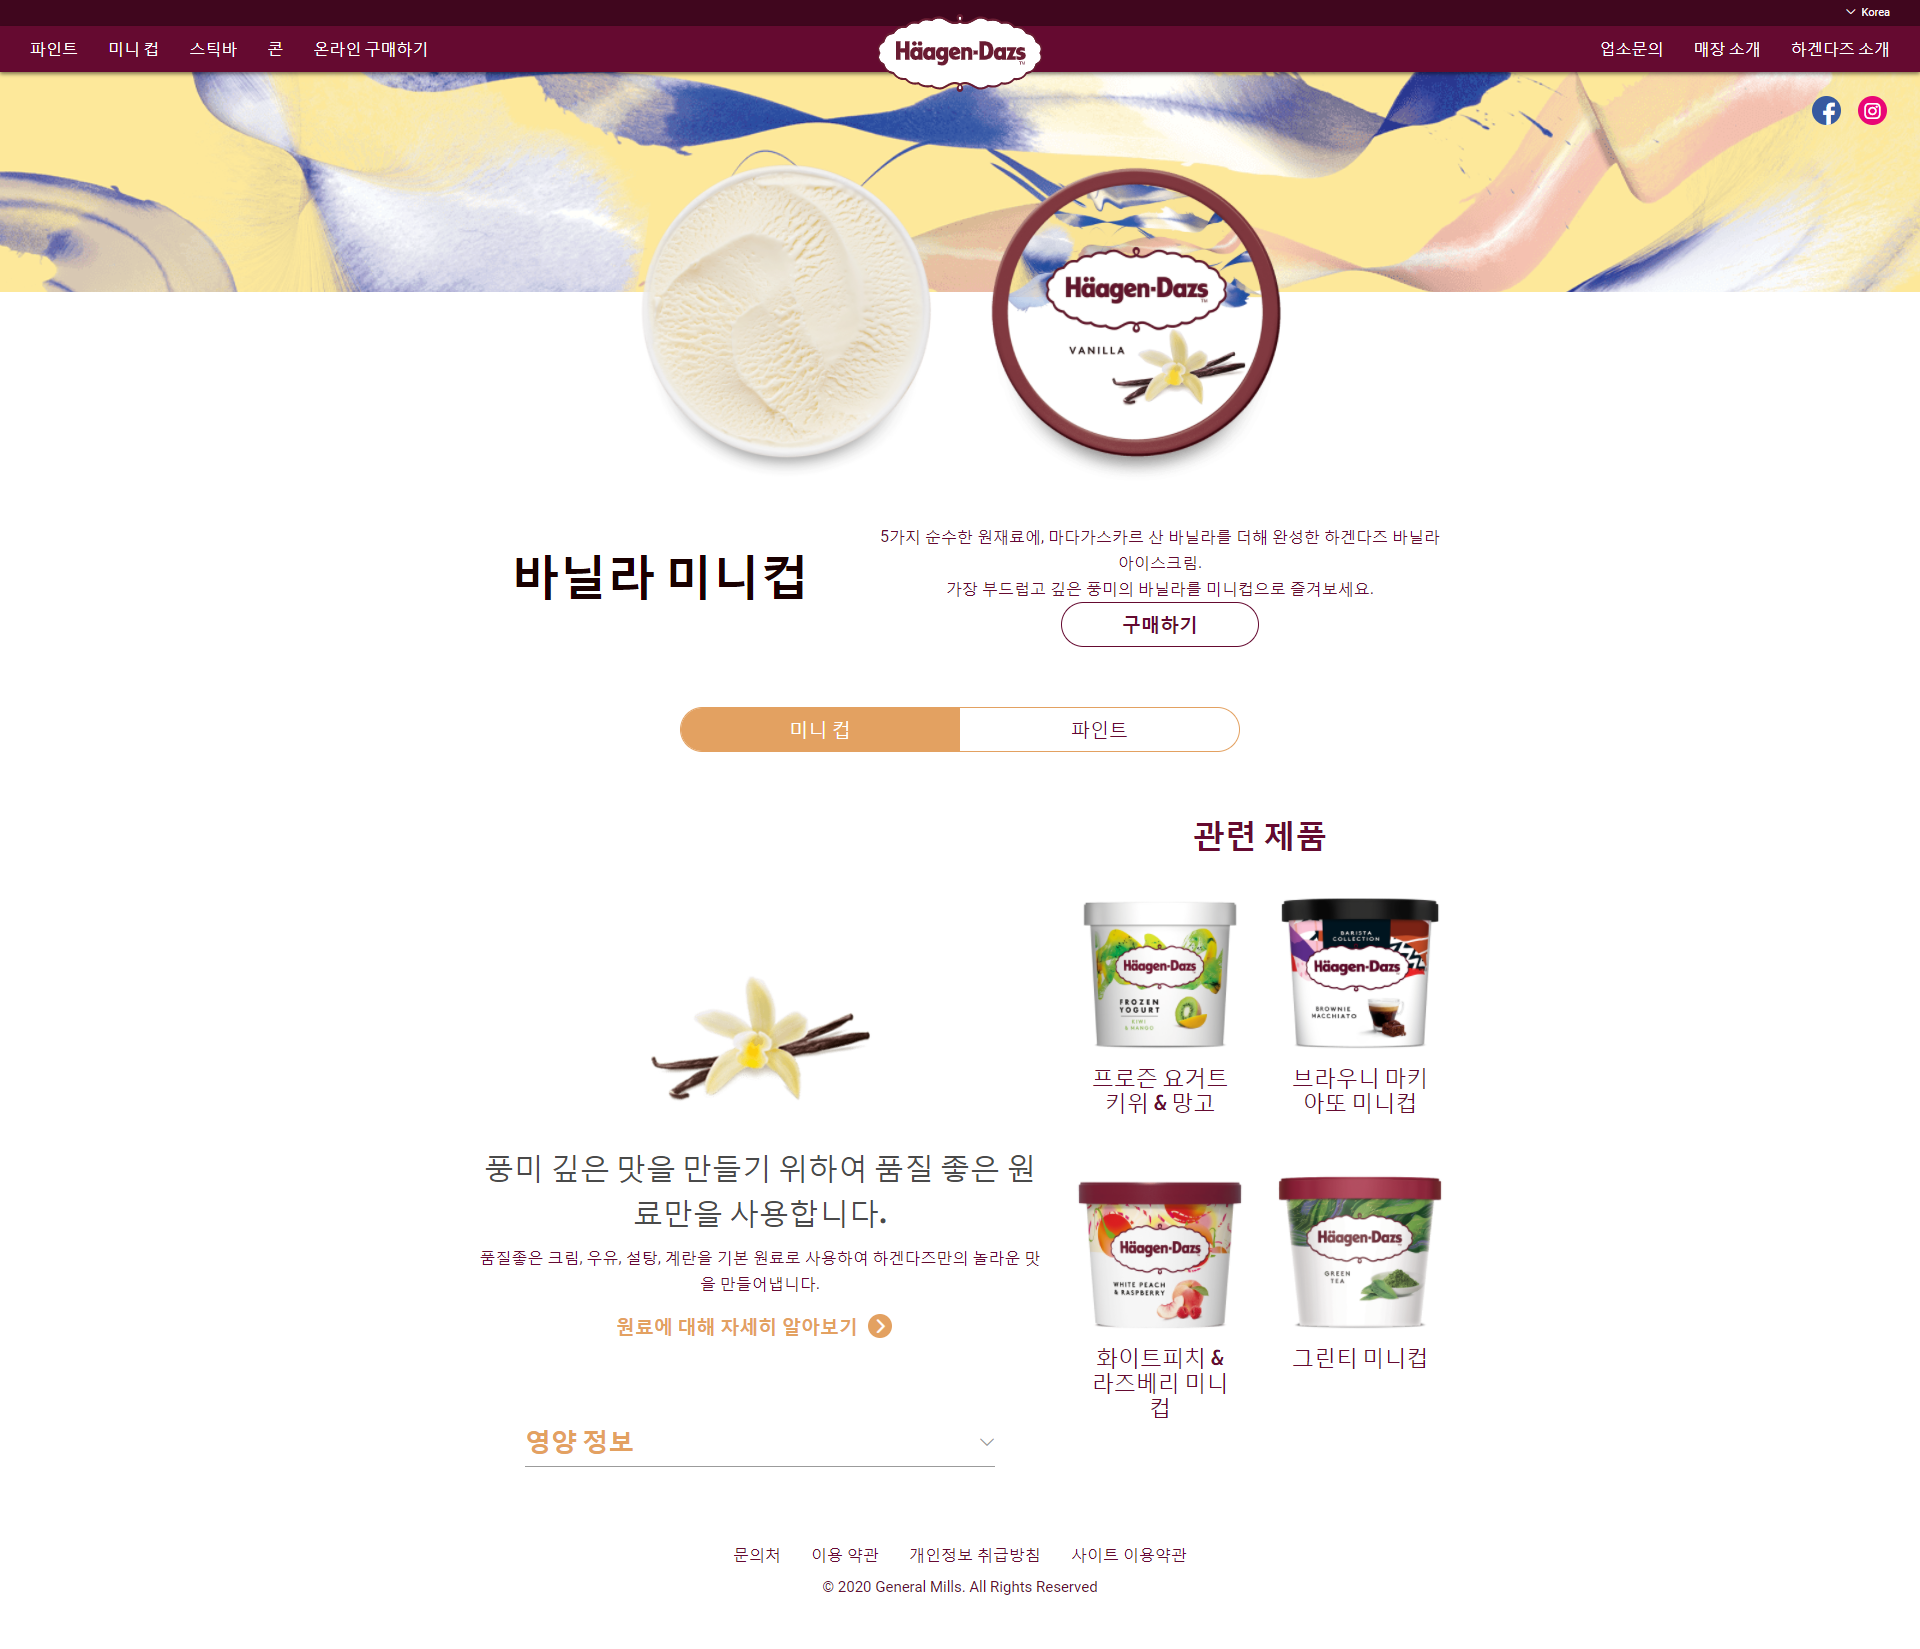 Korea
파인트
미니 컵
스틱바
콘
온라인 구매하기
Häagen-Dazs
업소문의
매장 소개
하겐다즈 소개
Häagen-Dazs
VANILLA
바닐라 미니컵
5가지 순수한 원재료에, 마다가스카르 산 바닐라를 더해 완성한 하겐다즈 바닐라
아이스크림.
가장 부드럽고 깊은 풍미의 바닐라를 미니컵으로 즐겨보세요.
구매하기
미니 컵
파인트
관련 제품
Häagen-Dazs
FROZEN
YOGURT
KIWI
& MANGO
BARISTA
COLLECTION
Häagen-Dazs
BROWNIE
MACCHIATO
프로즌 요거트
키위 & 망고
브라우니 마키
아또 미니컵
풍미 깊은 맛을 만들기 위하여 품질 좋은 원
료만을 사용합니다.
품질좋은 크림, 우유, 설탕, 계란을 기본 원료로 사용하여 하겐다즈만의 놀라운 맛
을 만들어냅니다.
원료에 대해 자세히 알아보기
Häagen-Dazs
WHITE PEACH
& RASPBERRY
Häagen-Dazs
GREEN
TEA
화이트피치 &
라즈베리 미니
컵
그린티 미니컵
영양 정보
문의처
이용 약관
개인정보 취급방침
사이트 이용약관
© 2020 General Mills. All Rights Reserved